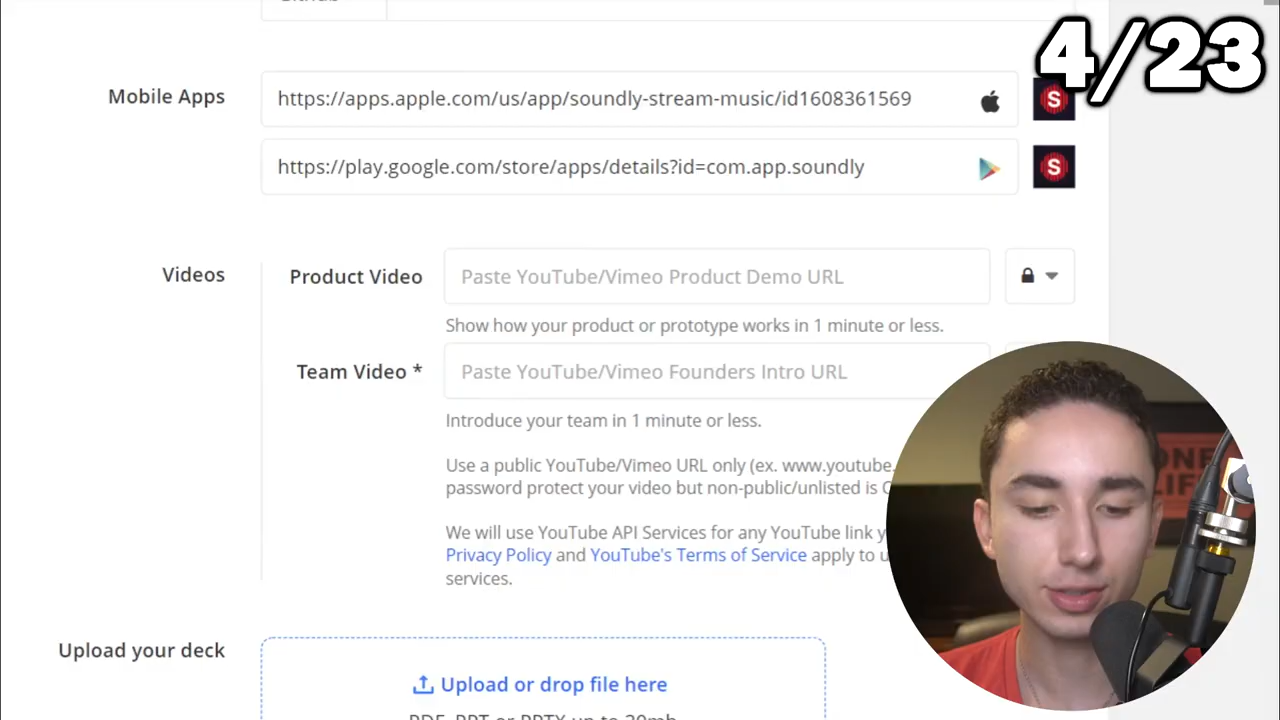 4/23
Mobile Apps
https://apps.apple.com/us/app/soundly-stream-music/id1608361569
S
https://play.google.com/store/apps/details?id=com.app.soundly
S
Videos
Product Video
Paste YouTube/Vimeo Product Demo URL
Show how your product or prototype works in 1 minute or less.
Team Video *
Paste YouTube/Vimeo Founders Intro URL
Introduce your team in 1 minute or less.
Use a public YouTube/Vimeo URL only (ex. www.youtube.
password protect your video but non-public/unlisted is
We will use YouTube API Services for any YouTube link
Privacy Policy and YouTube's Terms of Service apply to
services.
Upload your deck
Upload or drop file here